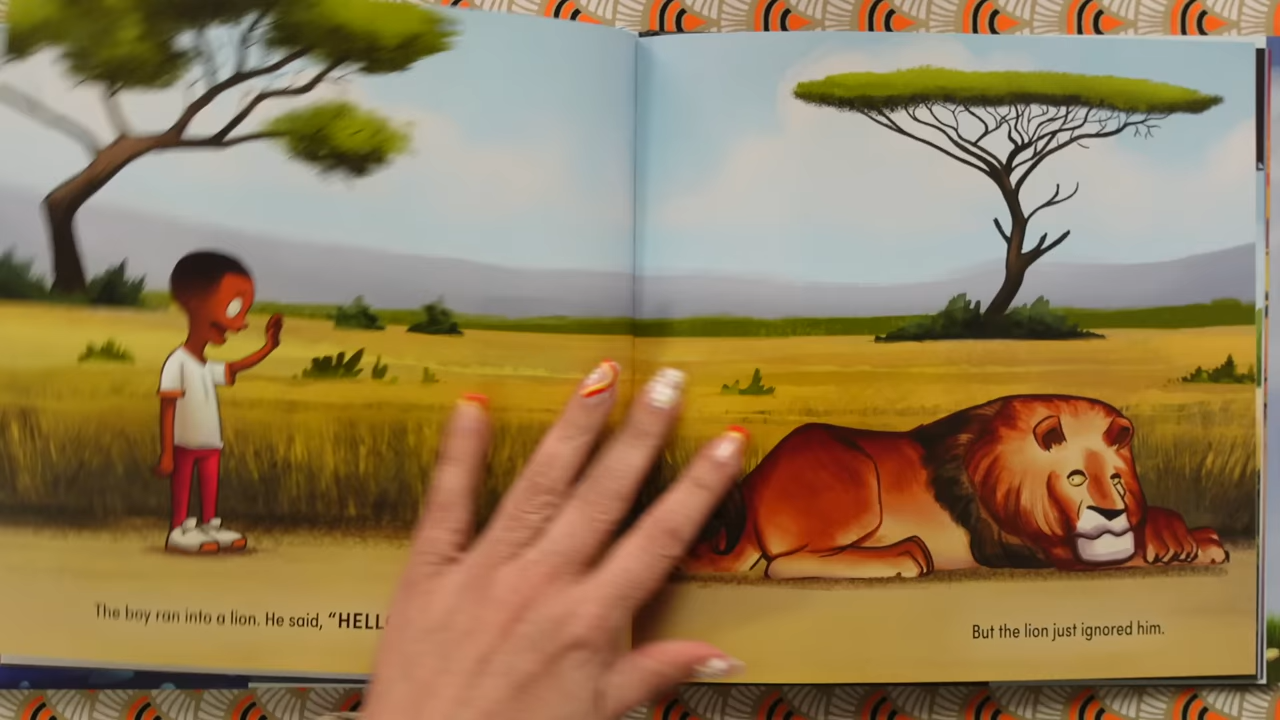 The boy ran into a lion. He said, "HELL
But the lion just ignored him.